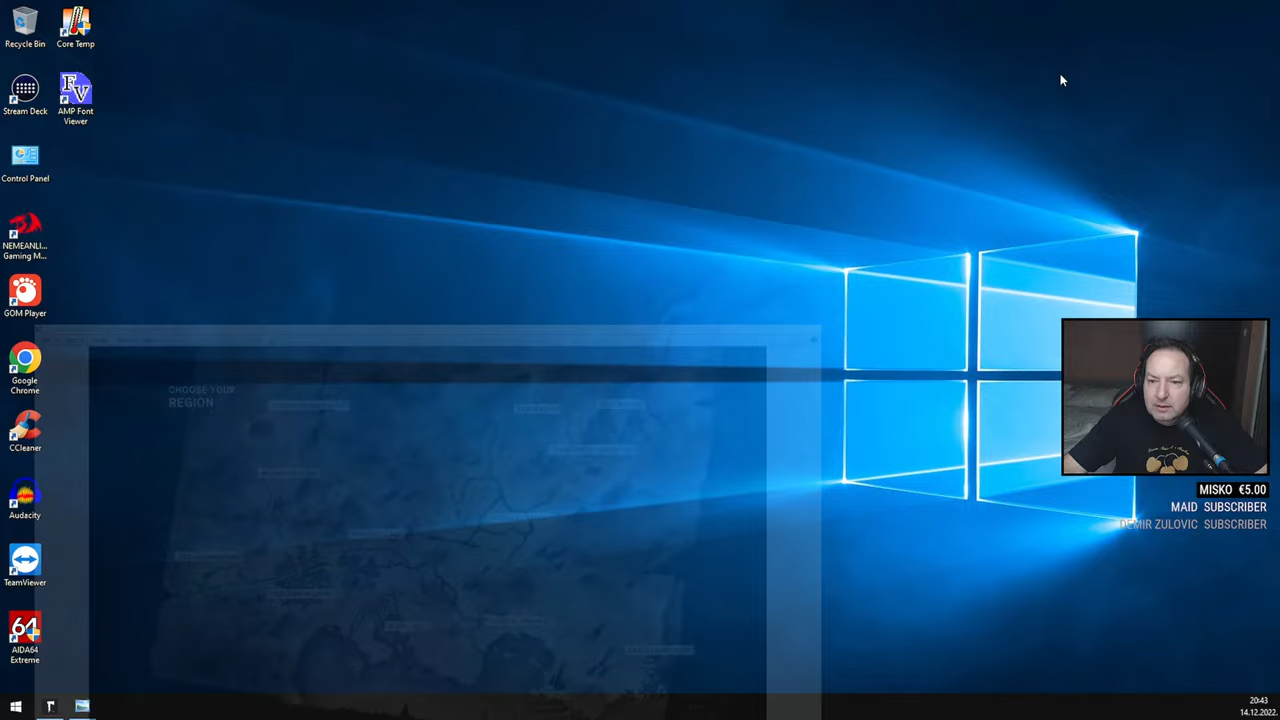 Recycle Bin
Core Temp
Stream Deck
AMP Font
Viewer
Control Panel
NEMEANLI...
Gaming M...
GOM Player
Google
Chrome
CCleaner
Audacity
TeamViewer
64
AIDA64
Extreme
CHOOSE YOUR
REGION
MISKO €5.00
MAID SUBSCRIBER
DEMIR ZULOVIC SUBSCRIBER
20:43
14.12.2022.